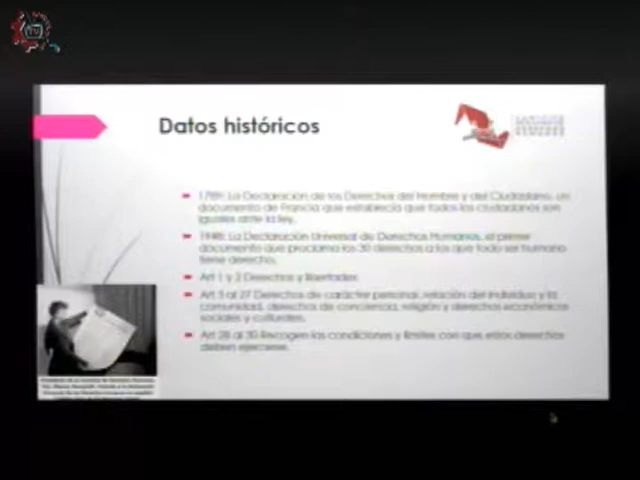 TV
Datos históricos
1789: La Declaración de los Derechos del Hombre y del Ciudadano, un
documento de Francia que establecía que todos los ciudadanos son
iguales ante la ley.
1948: La Declaración Universal de Derechos Humanos, el primer
documento que proclama los 30 derechos a los que todo ser humano
tiene derecho.
Art 1 y 2 Derechos y libertades
Art 3 al 27 Derechos de carácter personal, relación del individuo y la
comunidad, derechos de conciencia, religión y derechos económicos
sociales y culturales.
Art 28 al 30 Recogen las condiciones y límites con que estos derechos
deben ejercerse.